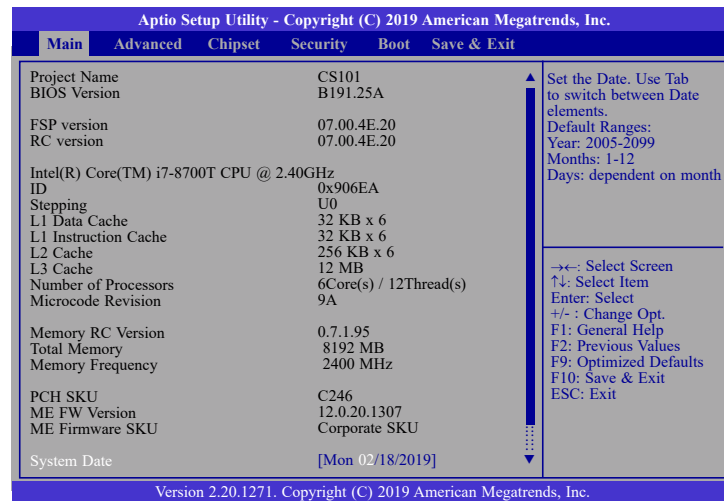 Aptio Setup Utility - Copyright (C) 2019 American Megatrends, Inc.
Main Advanced Chipset Security Boot Save & Exit
Project Name CS101
BIOS Version B191.25A
FSP version 07.00.4E.20
RC version 07.00.4E.20
Intel(R) Core(TM) i7-8700T CPU @ 2.40GHz
ID 0x906EA
Stepping U0
L1 Data Cache 32 KB x 6
L1 Instruction Cache 32 KB x 6
L2 Cache 256 KB x 6
L3 Cache 12 MB
Number of Processors 6Core(s) / 12Thread(s)
Microcode Revision 9A
Memory RC Version 0.7.1.95
Total Memory 8192 MB
Memory Frequency 2400 MHz
PCH SKU C246
ME FW Version 12.0.20.1307
ME Firmware SKU Corporate SKU
System Date [Mon 02/18/2019]
Set the Date. Use Tab
to switch between Date
elements.
Default Ranges:
Year: 2005-2099
Months: 1-12
Days: dependent on month
→←: Select Screen
↑↓: Select Item
Enter: Select
+/- : Change Opt.
F1: General Help
F2: Previous Values
F9: Optimized Defaults
F10: Save & Exit
ESC: Exit
Version 2.20.1271. Copyright (C) 2019 American Megatrends, Inc.